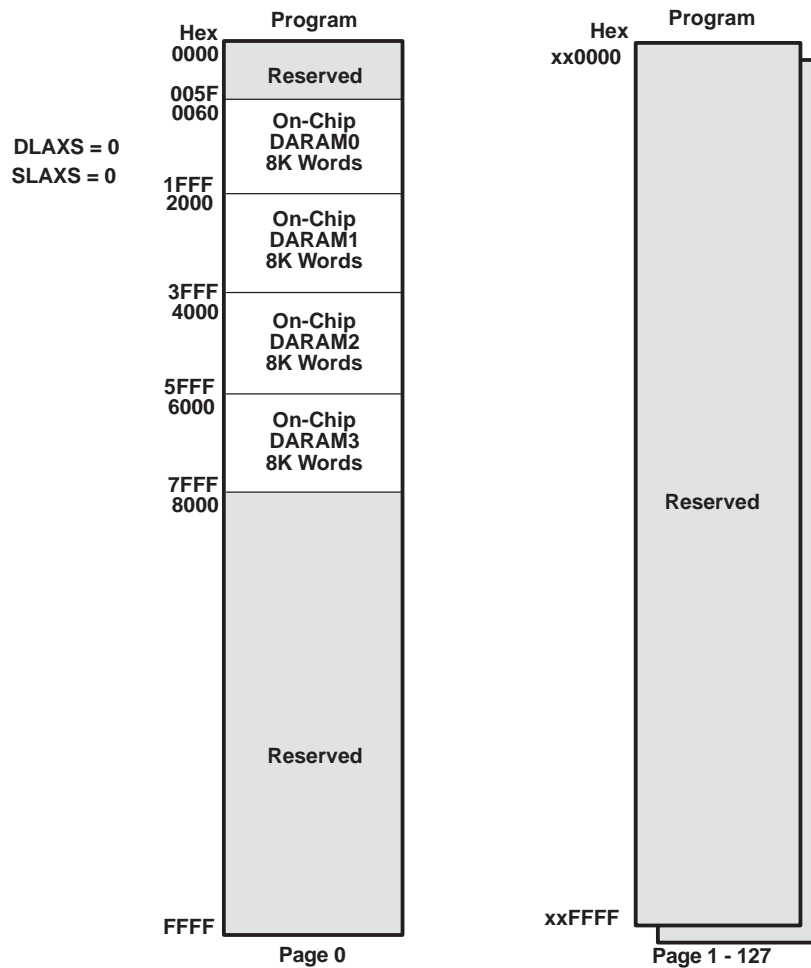 Program
Hex
0000
Reserved
005F
0060
On-Chip
DARAM0
8K Words
DLAXS = 0
SLAXS = 0
1FFF
2000
On-Chip
DARAM1
8K Words
3FFF
4000
On-Chip
DARAM2
8K Words
5FFF
6000
On-Chip
DARAM3
8K Words
7FFF
8000
Reserved
FFFF
Page 0
Program
Hex
xx0000
Reserved
xxFFFF
Page 1 - 127